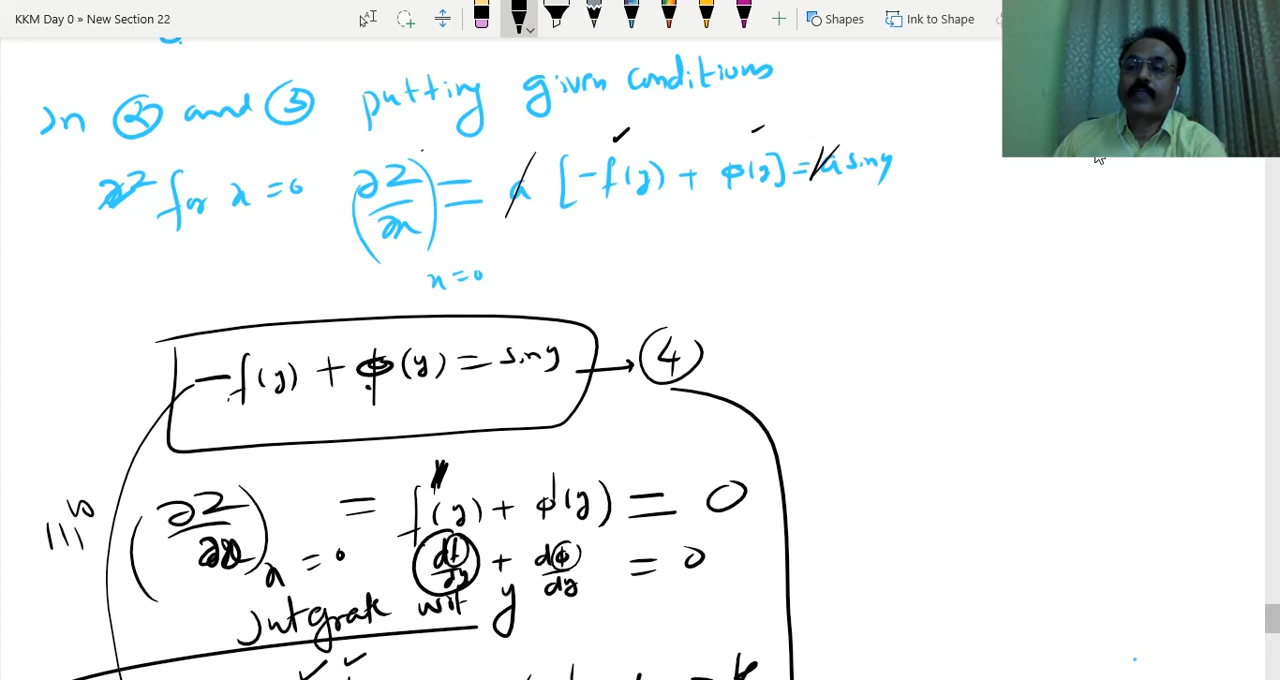 KKM Day 0 » New Section 22
Shapes
Ink to Shape
In ② and ③ putting given conditions
for x = 0 (∂z/∂x) x=0 = a [-f(y) + φ(y)] = a sin y
-f(y) + φ(y) = sin y → ④
(∂z/∂y) x = 0 = f'(y) + φ'(y) = 0
df/dy + dφ/dy = 0
Integrate wrt y